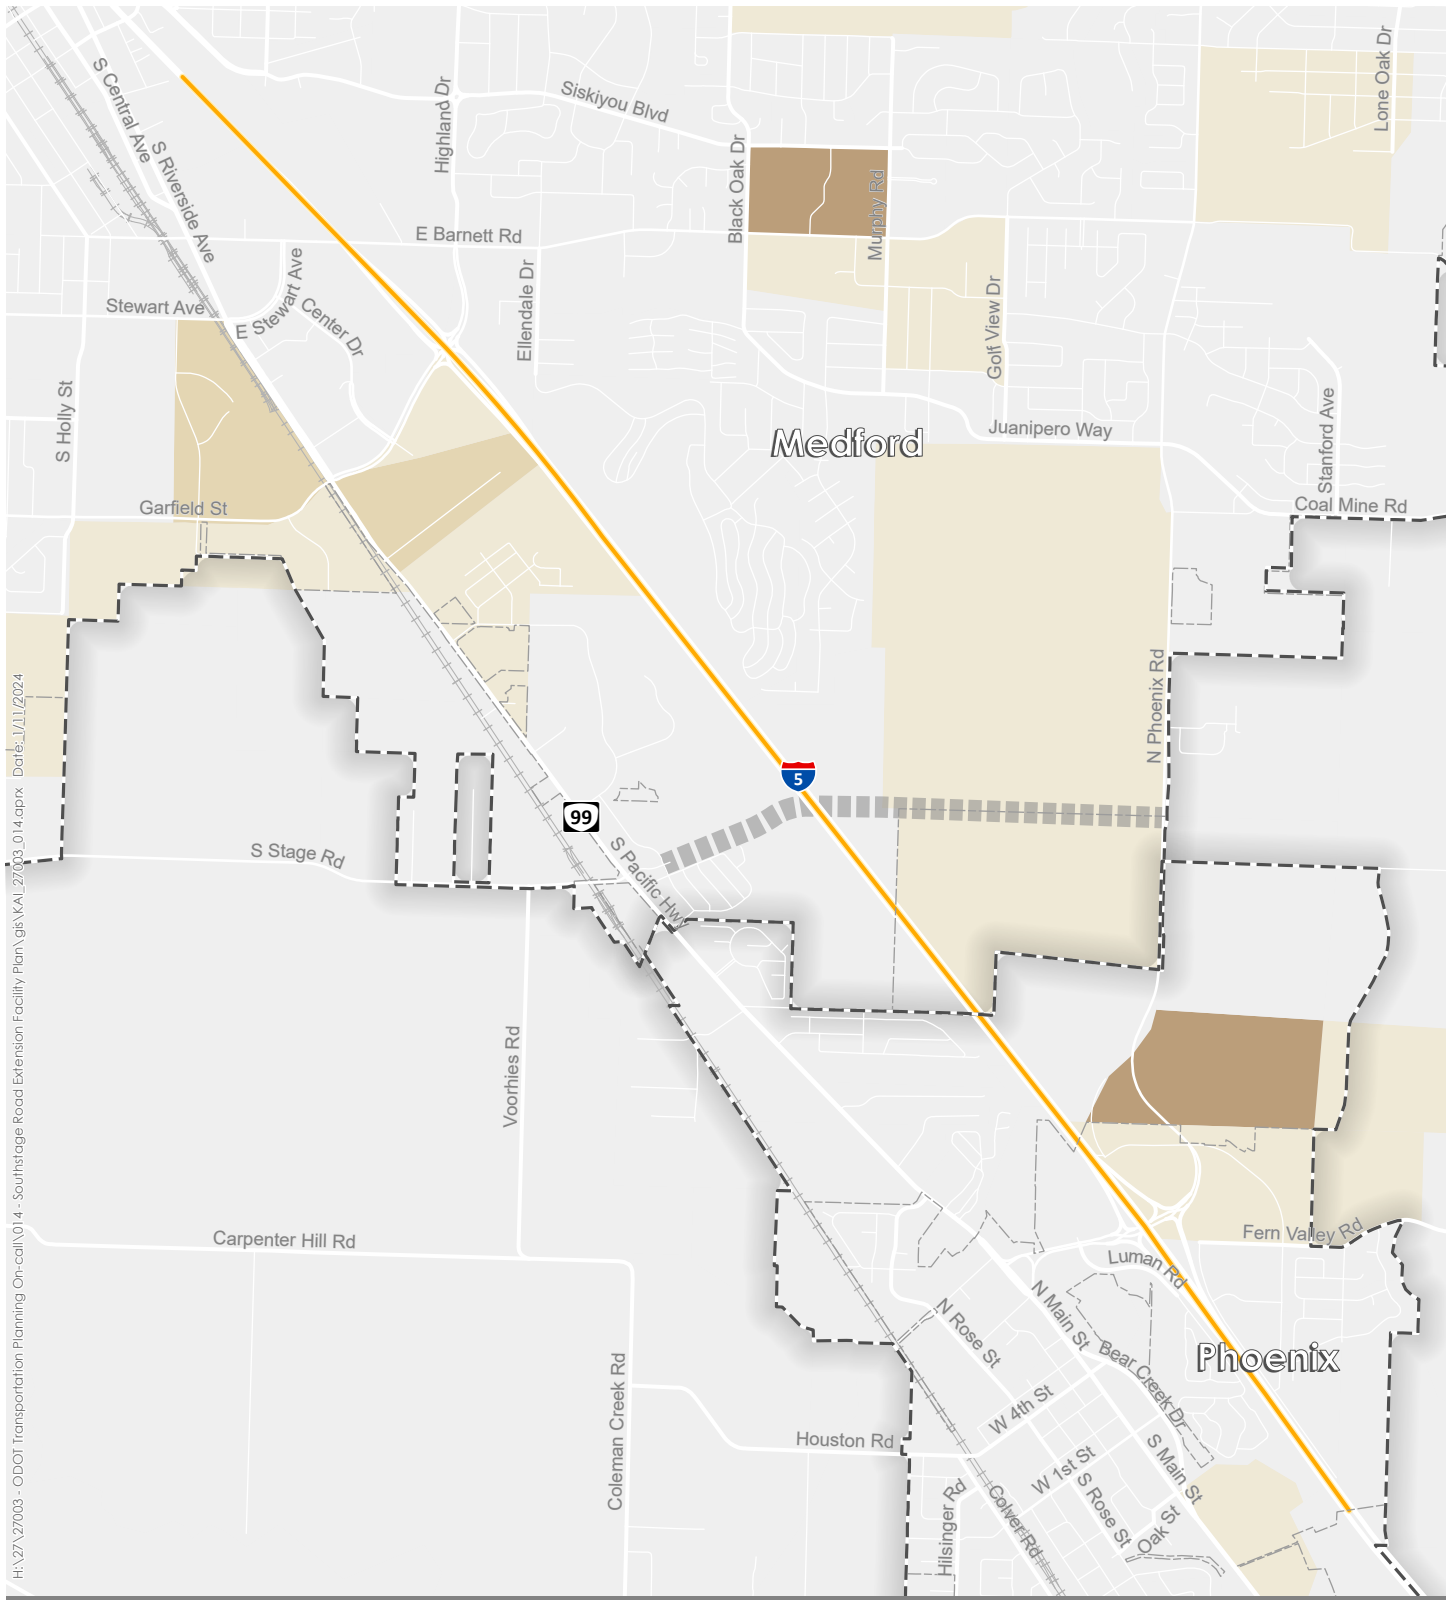 Lone Oak Dr
S Central Ave
Highland Dr
Siskiyou Blvd
S Riverside Ave
Black Oak Dr
Murphy Rd
E Barnett Rd
Stewart Ave
E Stewart Ave
Center Dr
Ellendale Dr
Golf View Dr
S Holly St
Medford
Juanipero Way
Stanford Ave
Garfield St
Coal Mine Rd
N Phoenix Rd
5
99
S Stage Rd
S Pacific Hwy
Voorhies Rd
Carpenter Hill Rd
Fern Valley Rd
Luman Rd
N Main St
N Rose St
Bear Creek Dr
Phoenix
Coleman Creek Rd
W 4th St
Houston Rd
W 1st St
S Main St
S Rose St
Oak St
Hilsinger Rd
Colver Rd
H:\27\27003 - ODOT Transportation Planning On-call\014 - Southstage Road Extension Facility Plan\gis\KAI_27003_014.aprx Date: 1/11/2024